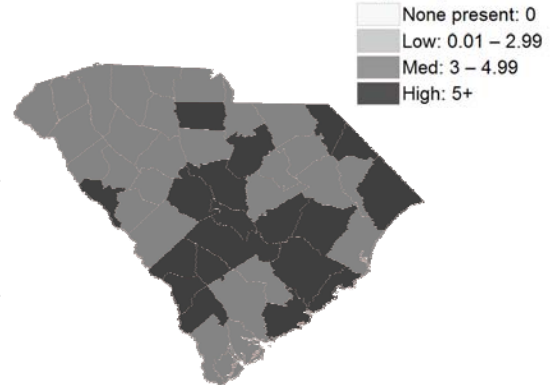 None present: 0
Low: 0.01 – 2.99
Med: 3 – 4.99
High: 5+